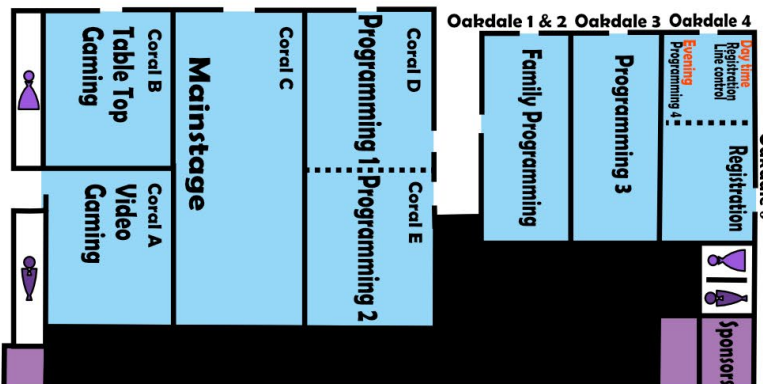 Oakdale 1 & 2
Oakdale 3
Oakdale 4
Coral B
Table Top
Gaming
Coral A
Video
Gaming
Coral C
Mainstage
Coral D
Programming 1
Coral E
Programming 2
Family Programming
Programming 3
Day time
Registration
Line control
Evening
Programming 4
Registration
Sponsors